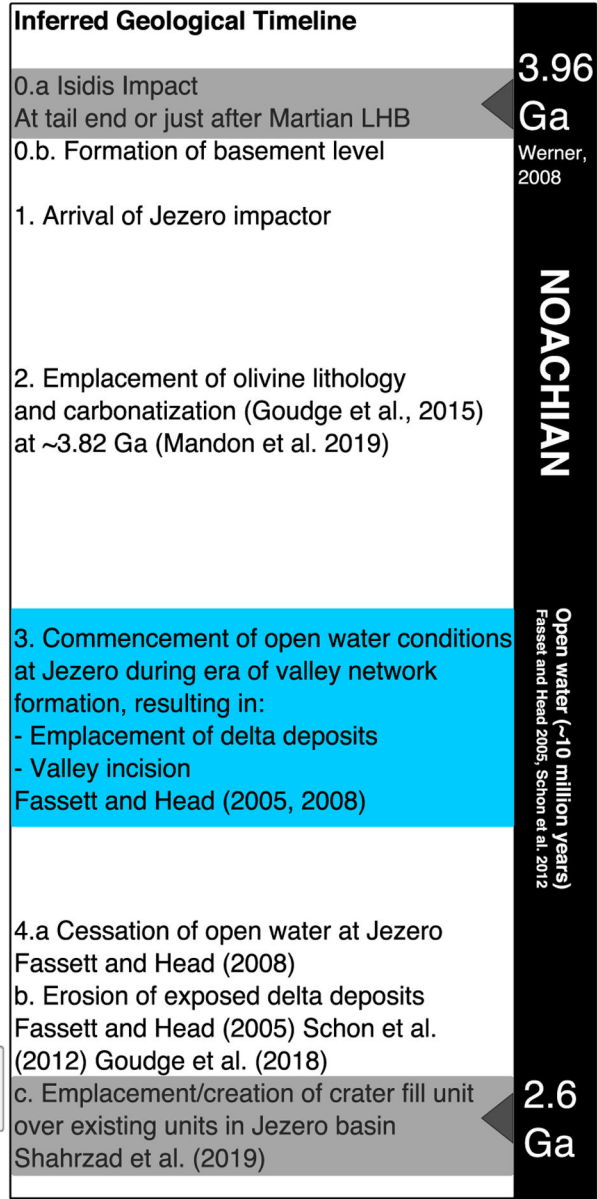 Inferred Geological Timeline
0.a Isidis Impact
At tail end or just after Martian LHB
3.96
Ga
Werner,
2008
0.b. Formation of basement level
1. Arrival of Jezero impactor
NOACHIAN
2. Emplacement of olivine lithology
and carbonatization (Goudge et al., 2015)
at ~3.82 Ga (Mandon et al. 2019)
3. Commencement of open water conditions
at Jezero during era of valley network
formation, resulting in:
- Emplacement of delta deposits
- Valley incision
Fassett and Head (2005, 2008)
Open water (~10 million years)
Fasset and Head 2005, Schon et al. 2012
4.a Cessation of open water at Jezero
Fassett and Head (2008)
b. Erosion of exposed delta deposits
Fassett and Head (2005) Schon et al.
(2012) Goudge et al. (2018)
c. Emplacement/creation of crater fill unit
over existing units in Jezero basin
Shahrzad et al. (2019)
2.6
Ga